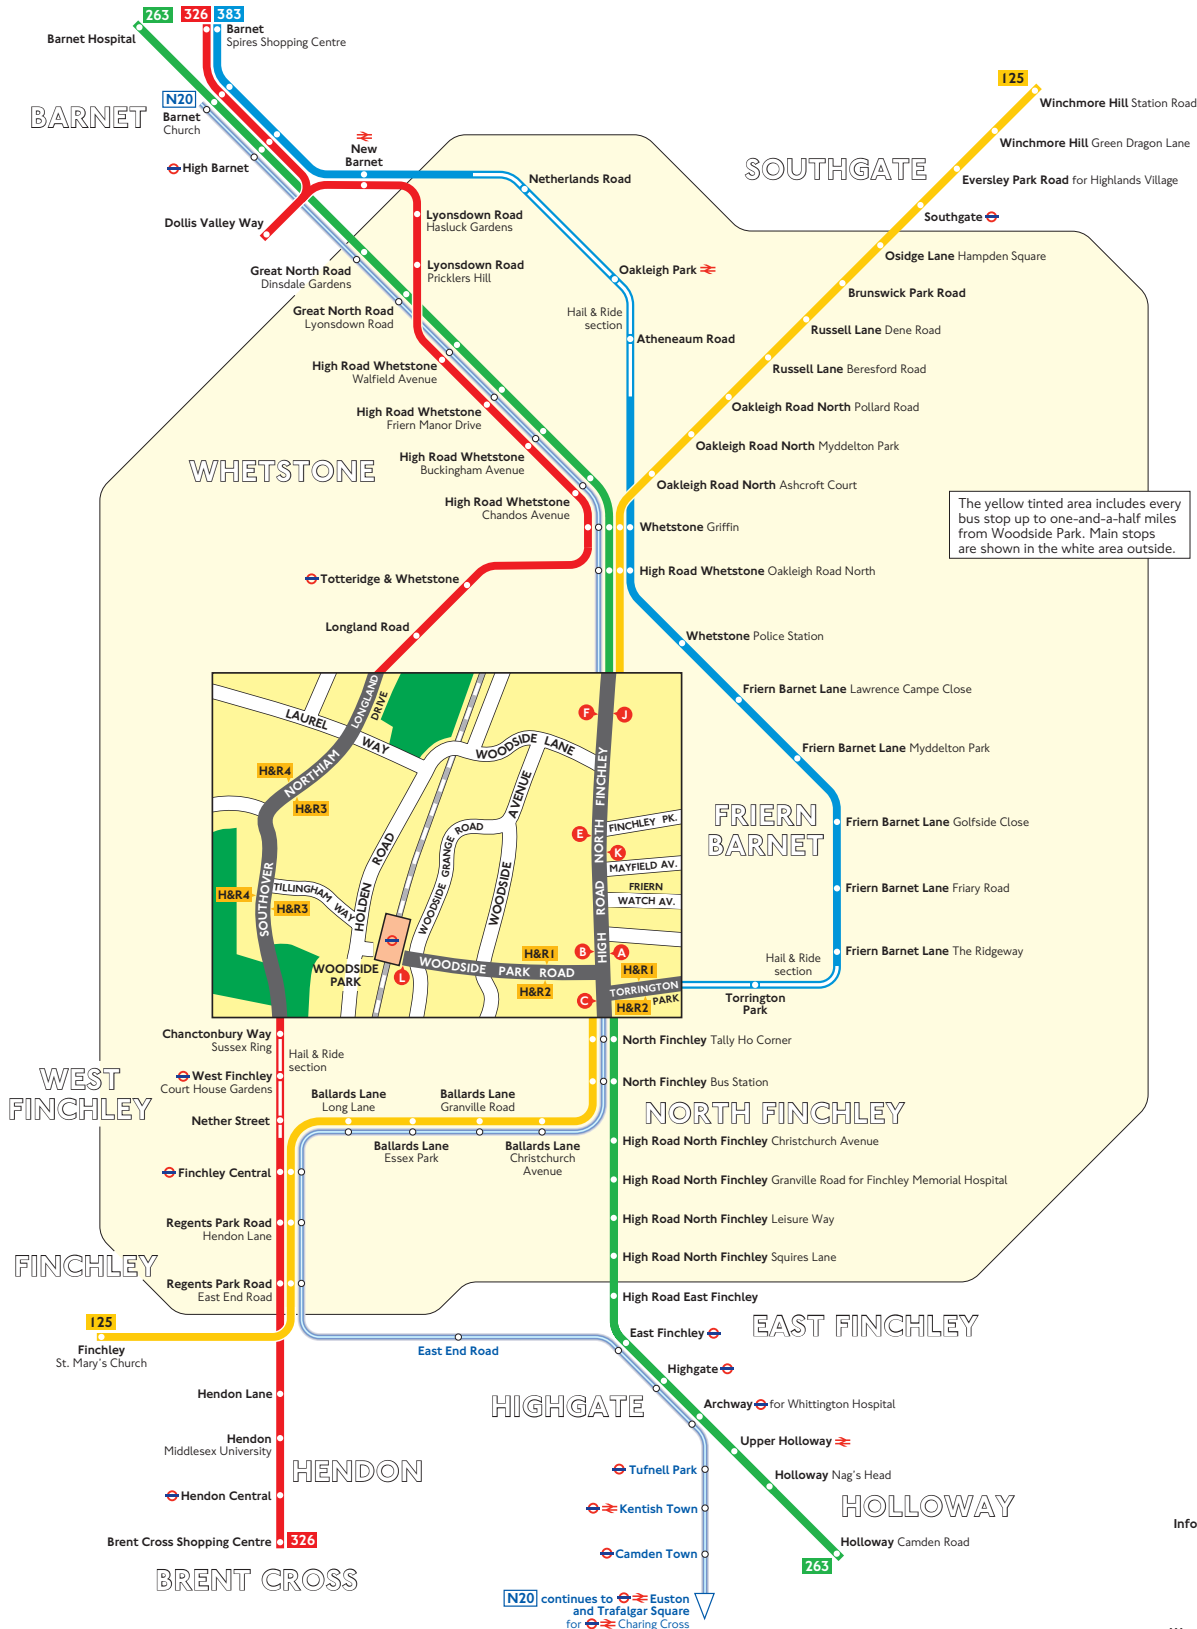 263
326
383
Barnet
Spires Shopping Centre
Barnet Hospital
125
Winchmore Hill Station Road
N20
Barnet
Church
BARNET
New
Barnet
Winchmore Hill Green Dragon Lane
High Barnet
SOUTHGATE
Netherlands Road
Eversley Park Road for Highlands Village
Dollis Valley Way
Lyonsdown Road
Hasluck Gardens
Southgate
Great North Road
Dinsdale Gardens
Lyonsdown Road
Pricklers Hill
Oakleigh Park
Osidge Lane Hampden Square
Brunswick Park Road
Great North Road
Lyonsdown Road
Hail & Ride
section
Atheneaum Road
Russell Lane Dene Road
High Road Whetstone
Walfield Avenue
Russell Lane Beresford Road
High Road Whetstone
Friern Manor Drive
Oakleigh Road North Pollard Road
WHETSTONE
High Road Whetstone
Buckingham Avenue
Oakleigh Road North Myddelton Park
High Road Whetstone
Chandos Avenue
Oakleigh Road North Ashcroft Court
The yellow tinted area includes every
bus stop up to one-and-a-half miles
from Woodside Park. Main stops
are shown in the white area outside.
Whetstone Griffin
Totteridge & Whetstone
High Road Whetstone Oakleigh Road North
Longland Road
Whetstone Police Station
Friern Barnet Lane Lawrence Campe Close
Friern Barnet Lane Myddelton Park
FRIERN
BARNET
Friern Barnet Lane Golfside Close
Friern Barnet Lane Friary Road
Friern Barnet Lane The Ridgeway
Hail & Ride
section
Torrington
Park
LAUREL
WAY
LONGLAND
DRIVE
NORTHIAM
SOUTHOVER
H&R4
H&R3
H&R4
H&R3
TILLINGHAM WAY
HOLDEN ROAD
WOODSIDE LANE
WOODSIDE AVENUE
WOODSIDE GRANGE ROAD
WOODSIDE
PARK
WOODSIDE PARK ROAD
H&R1
H&R2
HIGH ROAD NORTH FINCHLEY
F
J
E
K
B
A
C
L
FINCHLEY PK.
MAYFIELD AV.
FRIERN
WATCH AV.
H&R1
TORRINGTON
PARK
H&R2
Chanctonbury Way
Sussex Ring
Hail & Ride
section
North Finchley Tally Ho Corner
WEST
FINCHLEY
West Finchley
Court House Gardens
North Finchley Bus Station
Nether Street
Ballards Lane
Long Lane
Ballards Lane
Granville Road
NORTH FINCHLEY
Ballards Lane
Essex Park
Ballards Lane
Christchurch
Avenue
High Road North Finchley Christchurch Avenue
Finchley Central
High Road North Finchley Granville Road for Finchley Memorial Hospital
Regents Park Road
Hendon Lane
High Road North Finchley Leisure Way
FINCHLEY
High Road North Finchley Squires Lane
Regents Park Road
East End Road
High Road East Finchley
125
Finchley
St. Mary's Church
East End Road
East Finchley
EAST FINCHLEY
Highgate
Hendon Lane
HIGHGATE
Archway for Whittington Hospital
Hendon
Middlesex University
Upper Holloway
HENDON
Tufnell Park
Holloway Nag's Head
Hendon Central
Kentish Town
HOLLOWAY
Info
Brent Cross Shopping Centre
326
Camden Town
Holloway Camden Road
263
BRENT CROSS
N20 continues to Euston
and Trafalgar Square
for Charing Cross